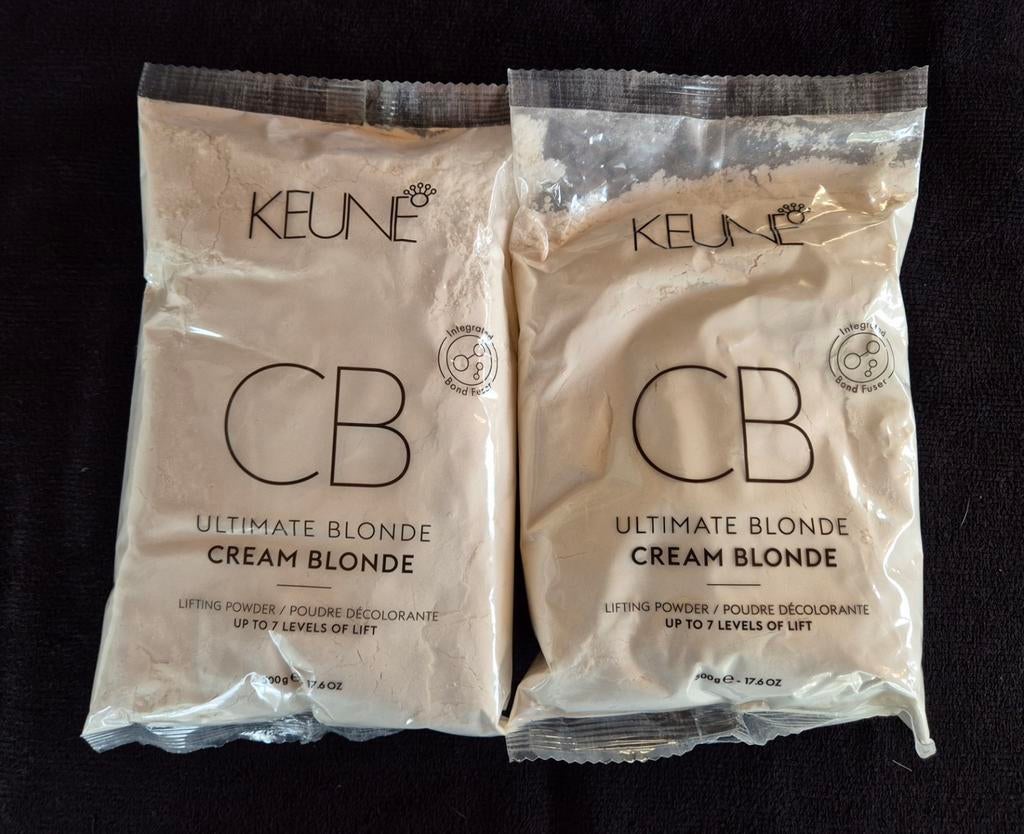 KEUNE
Integrated
Bond Fuser
CB
ULTIMATE BLONDE
CREAM BLONDE
LIFTING POWDER / POUDRE DÉCOLORANTE
UP TO 7 LEVELS OF LIFT
500g ℮ - 17.6 OZ
KEUNE
Integrated
Bond Fuser
CB
ULTIMATE BLONDE
CREAM BLONDE
LIFTING POWDER / POUDRE DÉCOLORANTE
UP TO 7 LEVELS OF LIFT
500g ℮ - 17.6 OZ